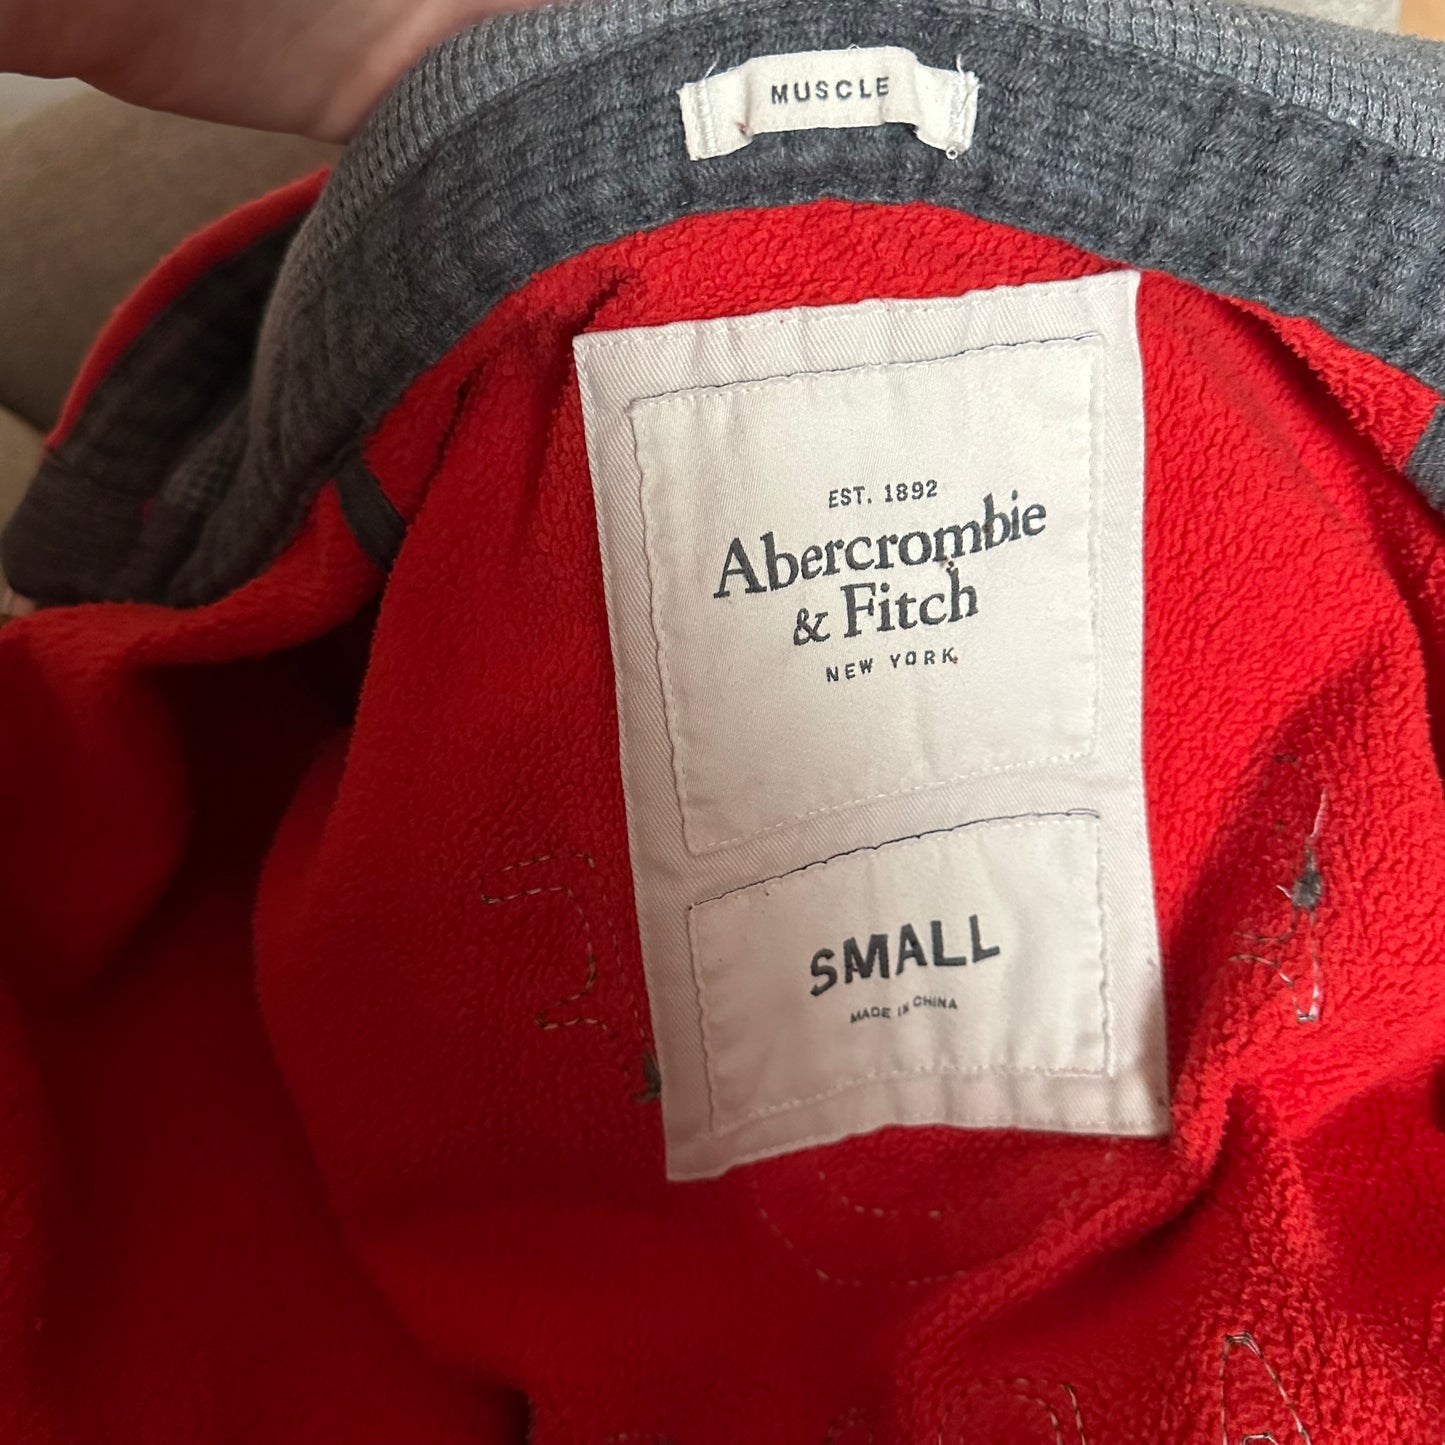 MUSCLE
EST. 1892
Abercrombie
& Fitch
NEW YORK
SMALL
MADE IN CHINA